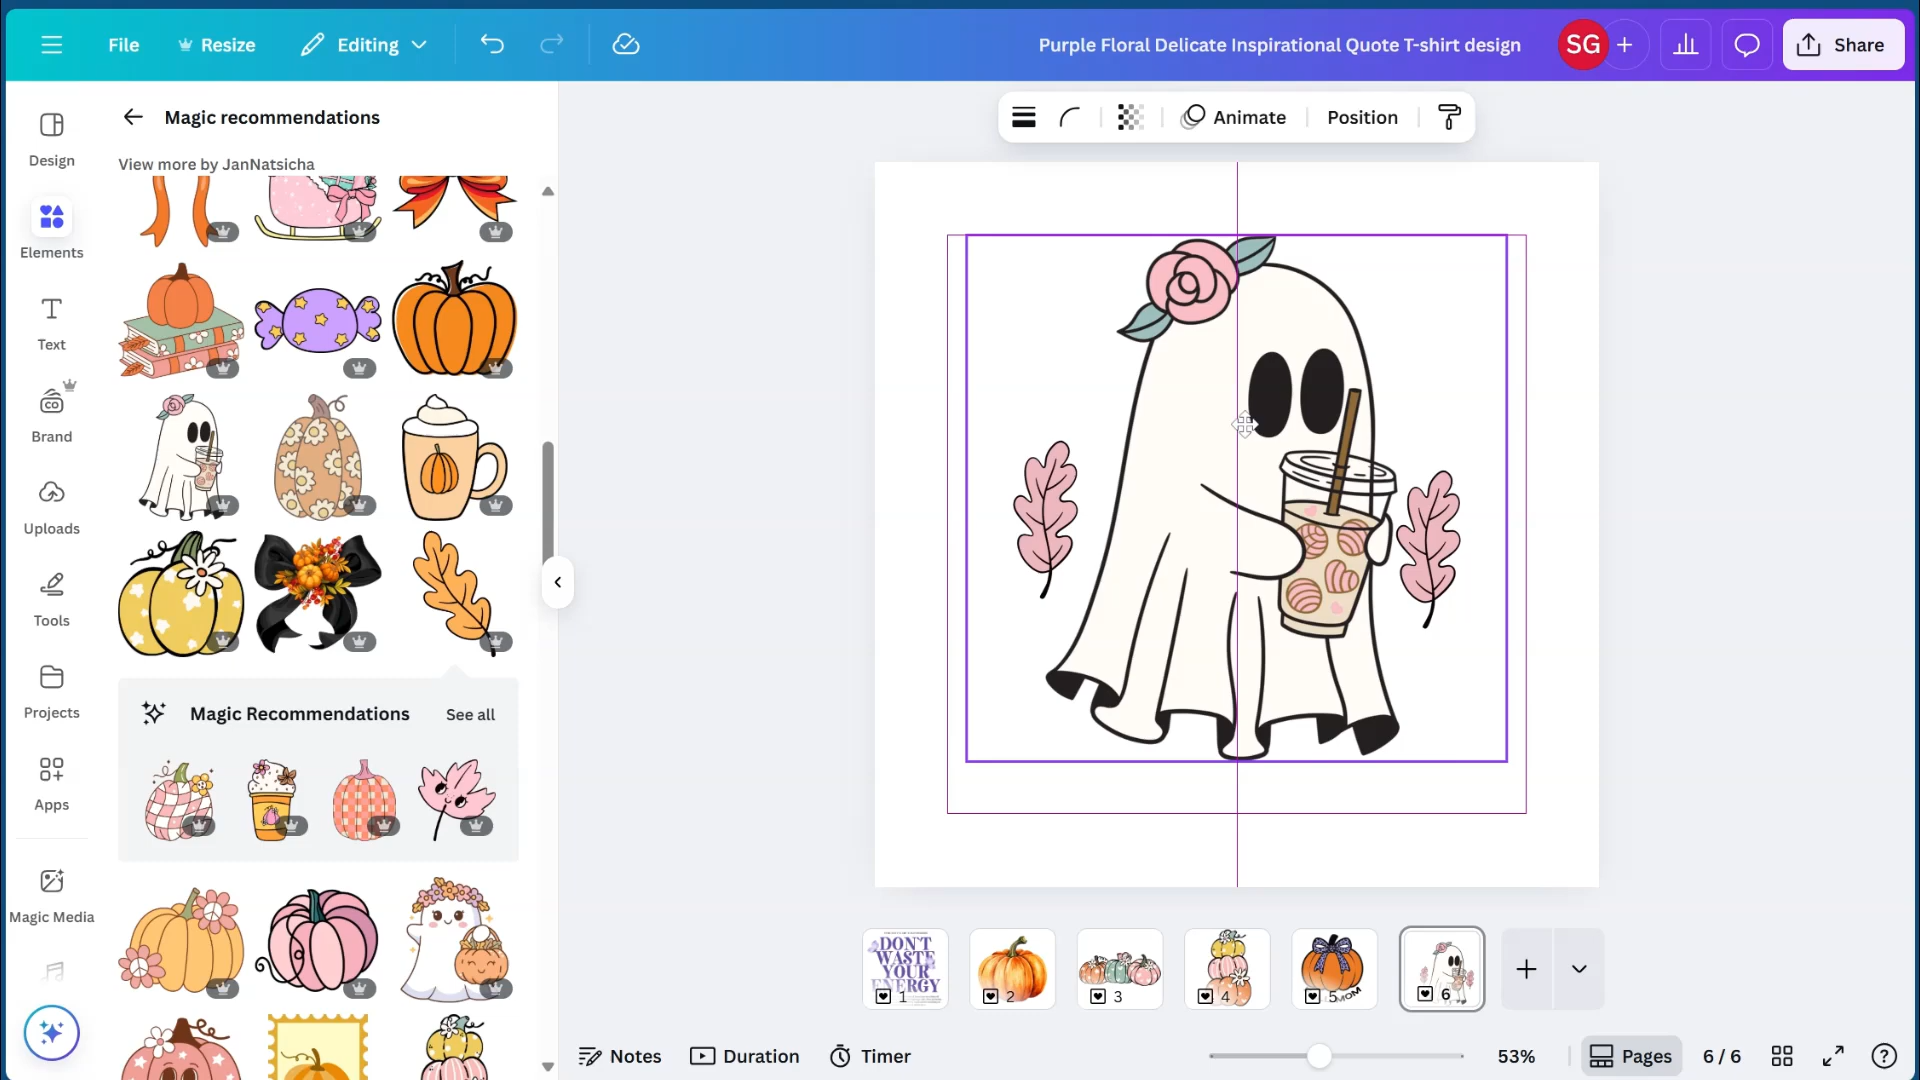 File
Resize
Editing
Purple Floral Delicate Inspirational Quote T-shirt design
SG
Share
Design
Elements
Text
Brand
Uploads
Tools
Projects
Apps
Magic Media
Magic recommendations
View more by JanNatsicha
Magic Recommendations
See all
Animate
Position
DON'T
WASTE
YOUR
ENERGY
1
2
3
4
5
MOM
6
Notes
Duration
Timer
53%
Pages
6 / 6